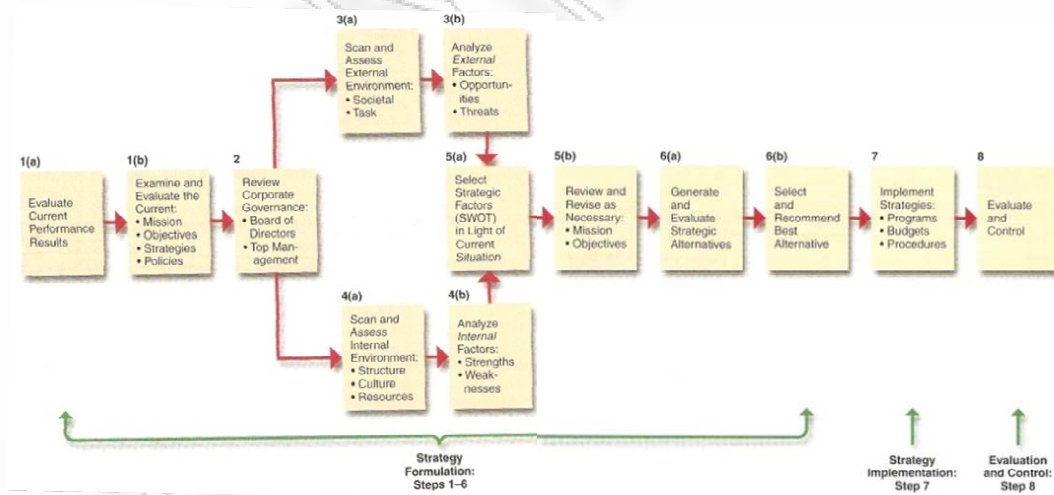 3(a)
Scan and
Assess
External
Environment:
• Societal
• Task
3(b)
Analyze
External
Factors:
• Opportun-
ities
• Threats
1(a)
Evaluate
Current
Performance
Results
1(b)
Examine and
Evaluate the
Current:
• Mission
• Objectives
• Strategies
• Policies
2
Review
Corporate
Governance:
• Board of
Directors
• Top Man-
agement
5(a)
Select
Strategic
Factors
(SWOT)
in Light of
Current
Situation
5(b)
Review and
Revise as
Necessary:
• Mission
• Objectives
6(a)
Generate
and
Evaluate
Strategic
Alternatives
6(b)
Select
and
Recommend
Best
Alternative
7
Implement
Strategies:
• Programs
• Budgets
• Procedures
8
Evaluate
and
Control
4(a)
Scan and
Assess
Internal
Environment:
• Structure
• Culture
• Resources
4(b)
Analyze
Internal
Factors:
• Strengths
• Weak-
nesses
Strategy
Formulation:
Steps 1–6
Strategy
Implementation:
Step 7
Evaluation
and Control:
Step 8